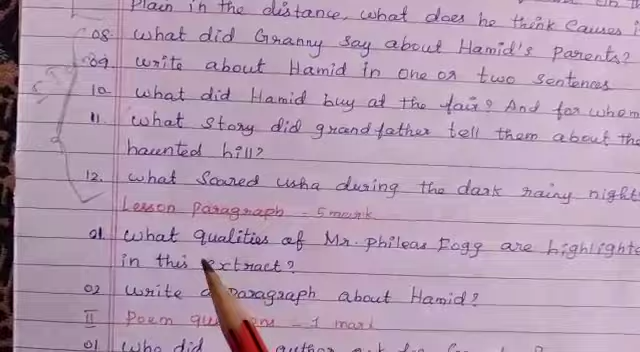 Plain in the distance, what does he think causes i
08. what did Granny say about Hamid's parents?
09. write about Hamid in one or two sentences
10. what did Hamid buy at the fair? And for whom
11. what story did grandfather tell them about the
haunted hill?
12. what scared usha during the dark rainy night
Lesson paragraph - 5 mark
01. what qualities of Mr. phileas Fogg are highlighte
in this extract?
02 write a paragraph about Hamid?
II Poem - 1 mark
01 who did author